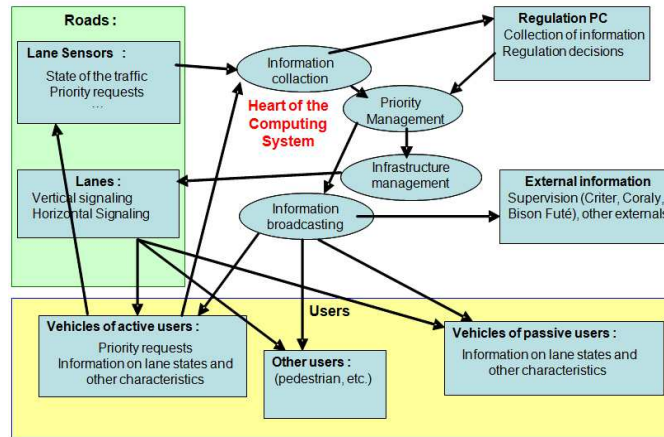 Roads :
Lane Sensors :
State of the traffic
Priority requests
...
Information
collection
Regulation PC
Collection of information
Regulation decisions
Heart of the
Computing
System
Priority
Management
Lanes :
Vertical signaling
Horizontal Signaling
Infrastructure
management
Information
broadcasting
External information
Supervision (Criter, Coraly,
Bison Futé), other externals
Users
Vehicles of active users :
Priority requests
Information on lane states and
other characteristics
Other users :
(pedestrian, etc.)
Vehicles of passive users :
Information on lane states and
other characteristics